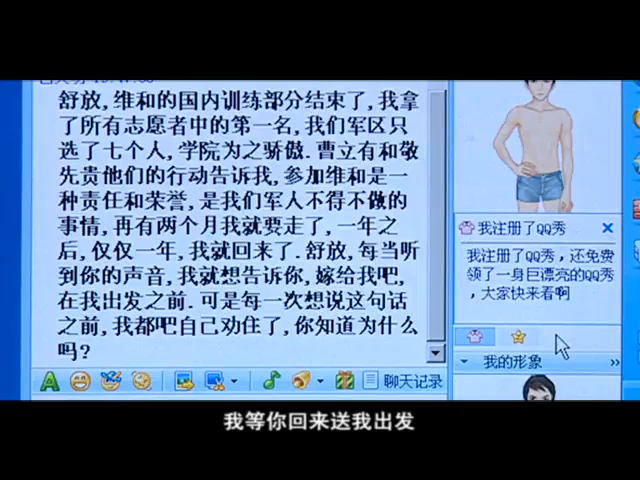 舒放,维和的国内训练部分结束了,我拿
了所有志愿者中的第一名,我们军区只
选了七个人,学院为之骄傲.曹立有和敬
先贵他们的行动告诉我,参加维和是一
种责任和荣誉,是我们军人不得不做的
事情,再有两个月我就要走了,一年之
后,仅仅一年,我就回来了.舒放,每当听
到你的声音,我就想告诉你,嫁给我吧,
在我出发之前.可是每一次想说这句话
之前,我都吧自己劝住了,你知道为什么
吗?
我注册了QQ秀
我注册了QQ秀,还免费
领了一身巨漂亮的QQ秀
,大家快来看啊
我的形象
聊天记录
我等你回来送我出发